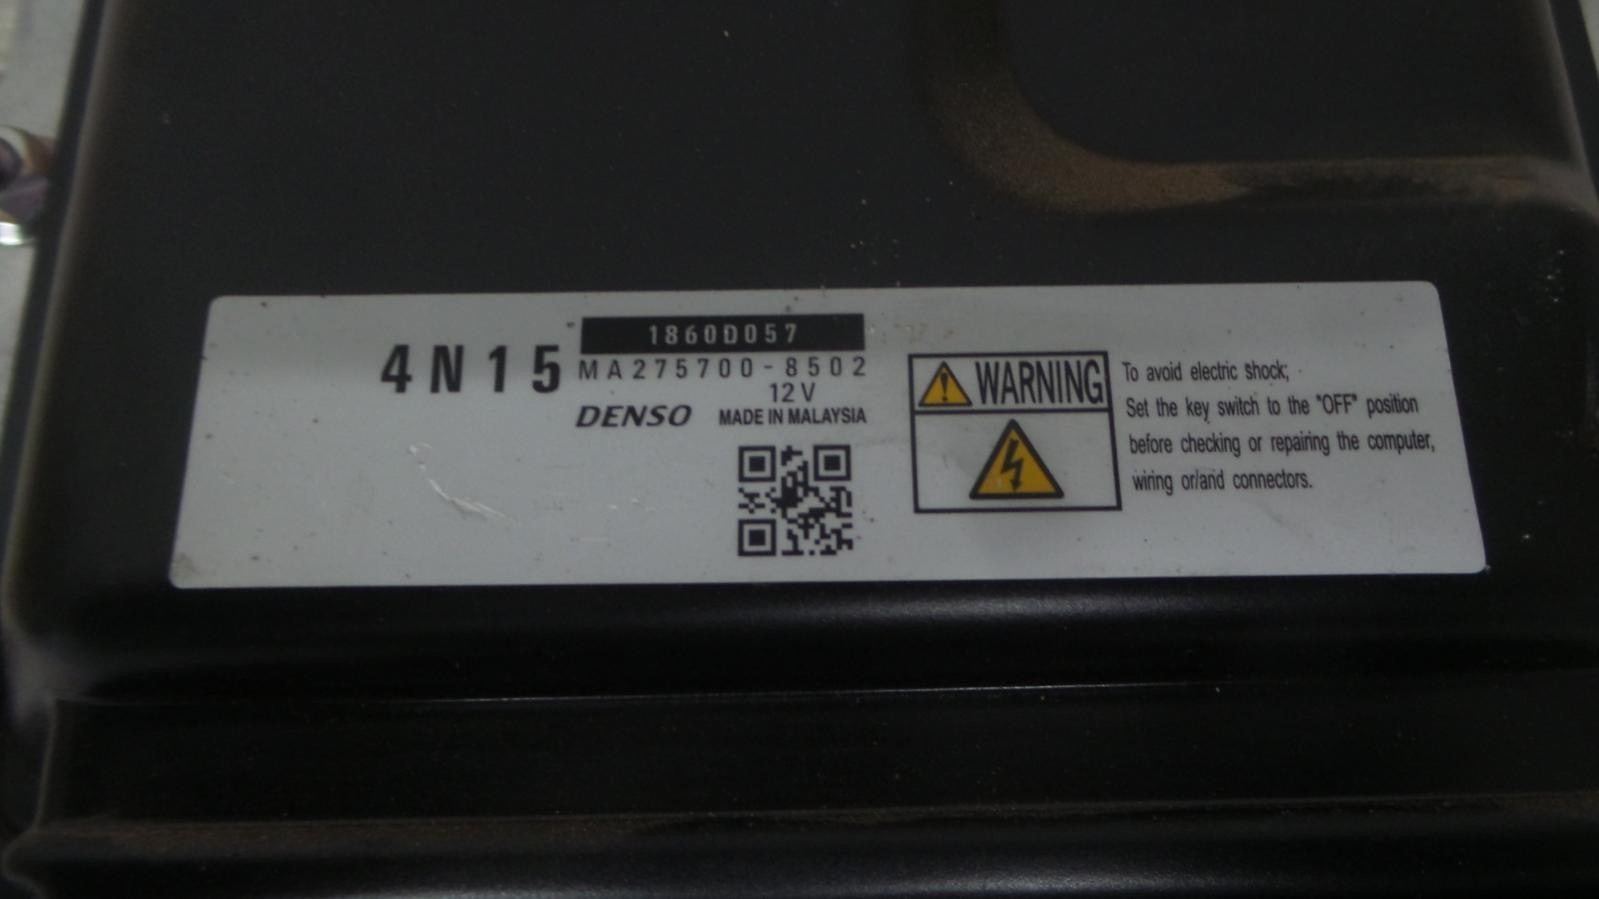 4N15
1860D057
MA275700-8502
12V
DENSO MADE IN MALAYSIA
WARNING
To avoid electric shock;
Set the key switch to the "OFF" position
before checking or repairing the computer,
wiring or/and connectors.